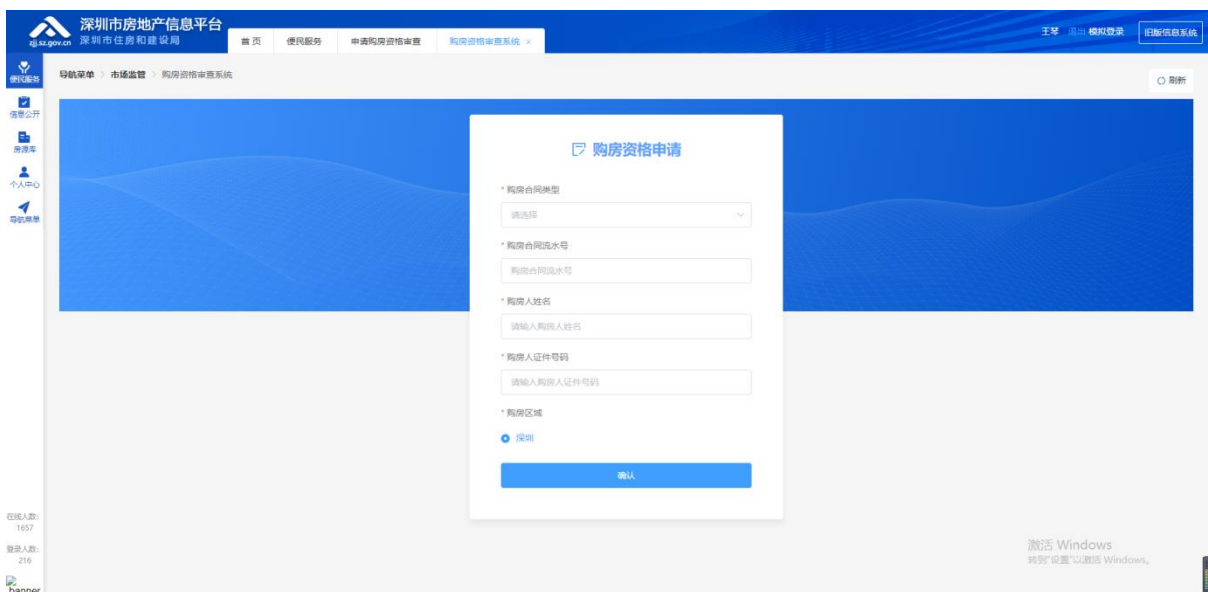 深圳市房地产信息平台
zjj.sz.gov.cn 深圳市住房和建设局
首页 便民服务 申请购房资格审查 购房资格审查系统 ×
王琴 退出 模拟登录 旧版信息系统
便民服务
导航菜单 > 市场监管 > 购房资格审查系统
刷新
信息公开
房源库
个人中心
导航菜单
购房资格申请
* 购房合同类型
请选择
* 购房合同流水号
购房合同流水号
* 购房人姓名
请输入购房人姓名
* 购房人证件号码
请输入购房人证件号码
* 购房区域
深圳
确认
在线人数:
1657
登录人数:
216
banner
激活 Windows
转到"设置"以激活 Windows。